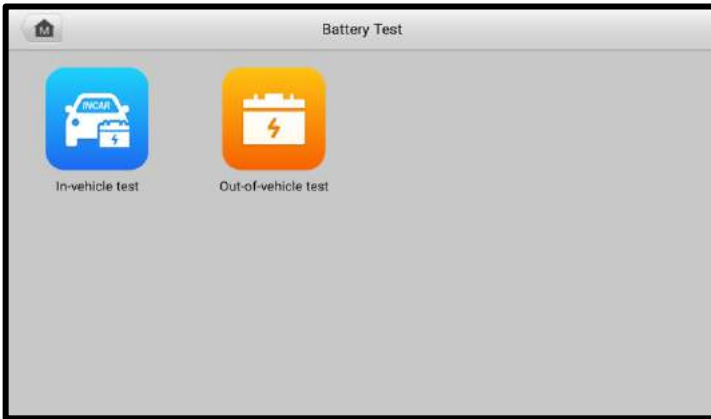 M
Battery Test
INCAR
In-vehicle test
Out-of-vehicle test